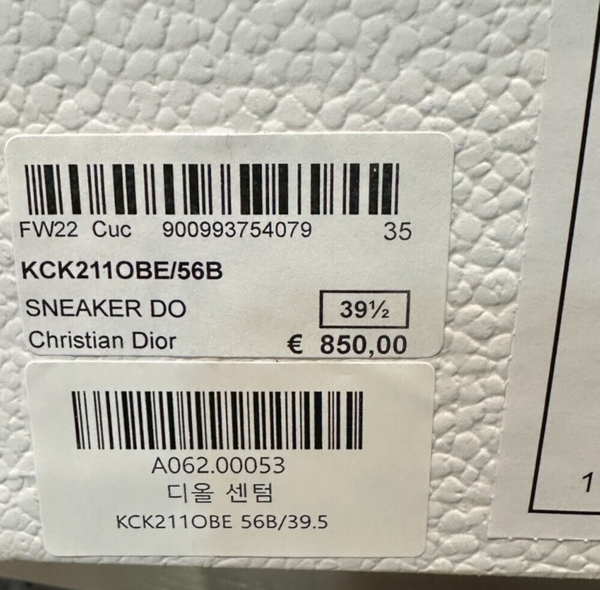 FW22 Cuc 900993754079 35
KCK211OBE/56B
SNEAKER DO 39½
Christian Dior € 850,00
A062.00053
디올 센텀
KCK211OBE 56B/39.5
1